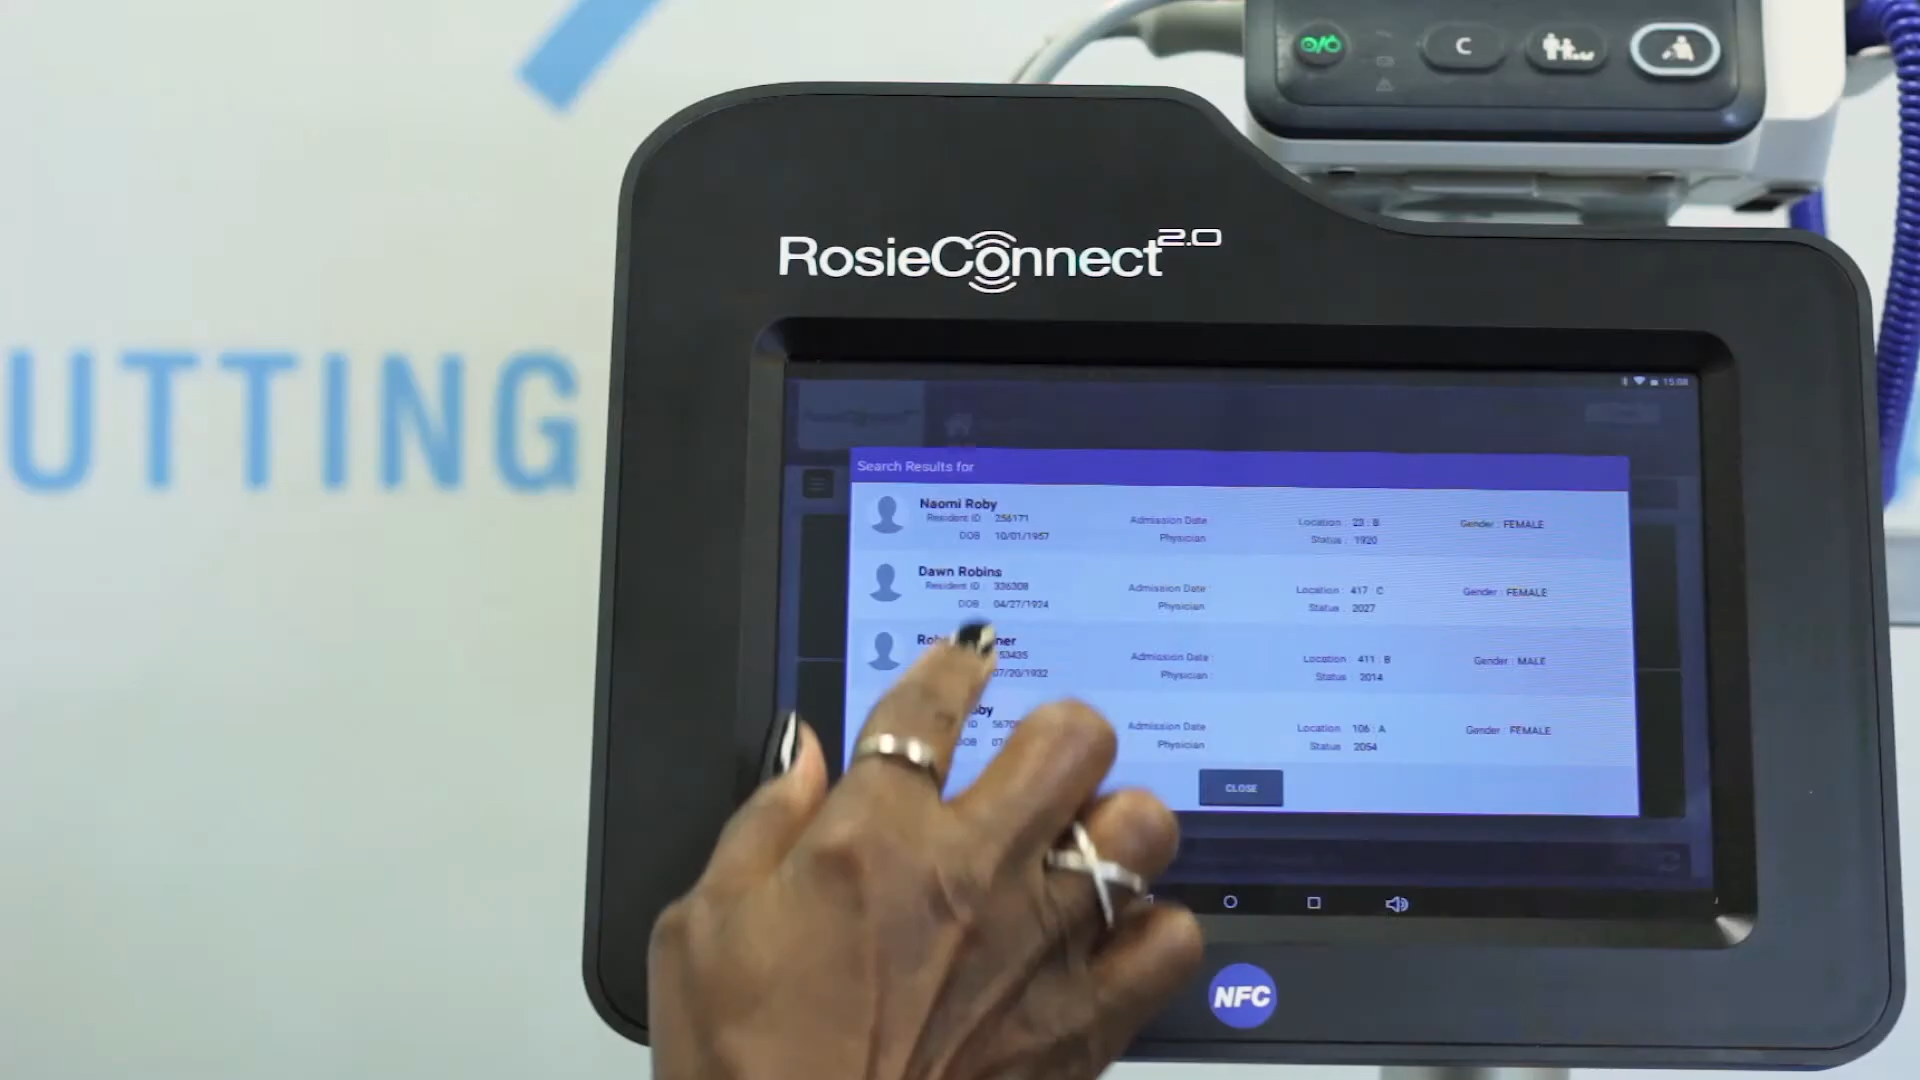 C
RosieConnect 2.0
UTTING
15:08
Search Results for
Naomi Roby
Resident ID 256171
DOB 10/01/1957
Admission Date
Physician
Location : 23 : B
Status : 1920
Gender : FEMALE
Dawn Robins
Resident ID : 336308
DOB : 04/27/1924
Admission Date :
Physician
Location : 417 : C
Status : 2027
Gender : FEMALE
53435
07/20/1932
Admission Date :
Physician :
Location : 411 : B
Status : 2014
Gender : MALE
Admission Date
Physician
Location 106 : A
Status 2054
Gender : FEMALE
CLOSE
NFC